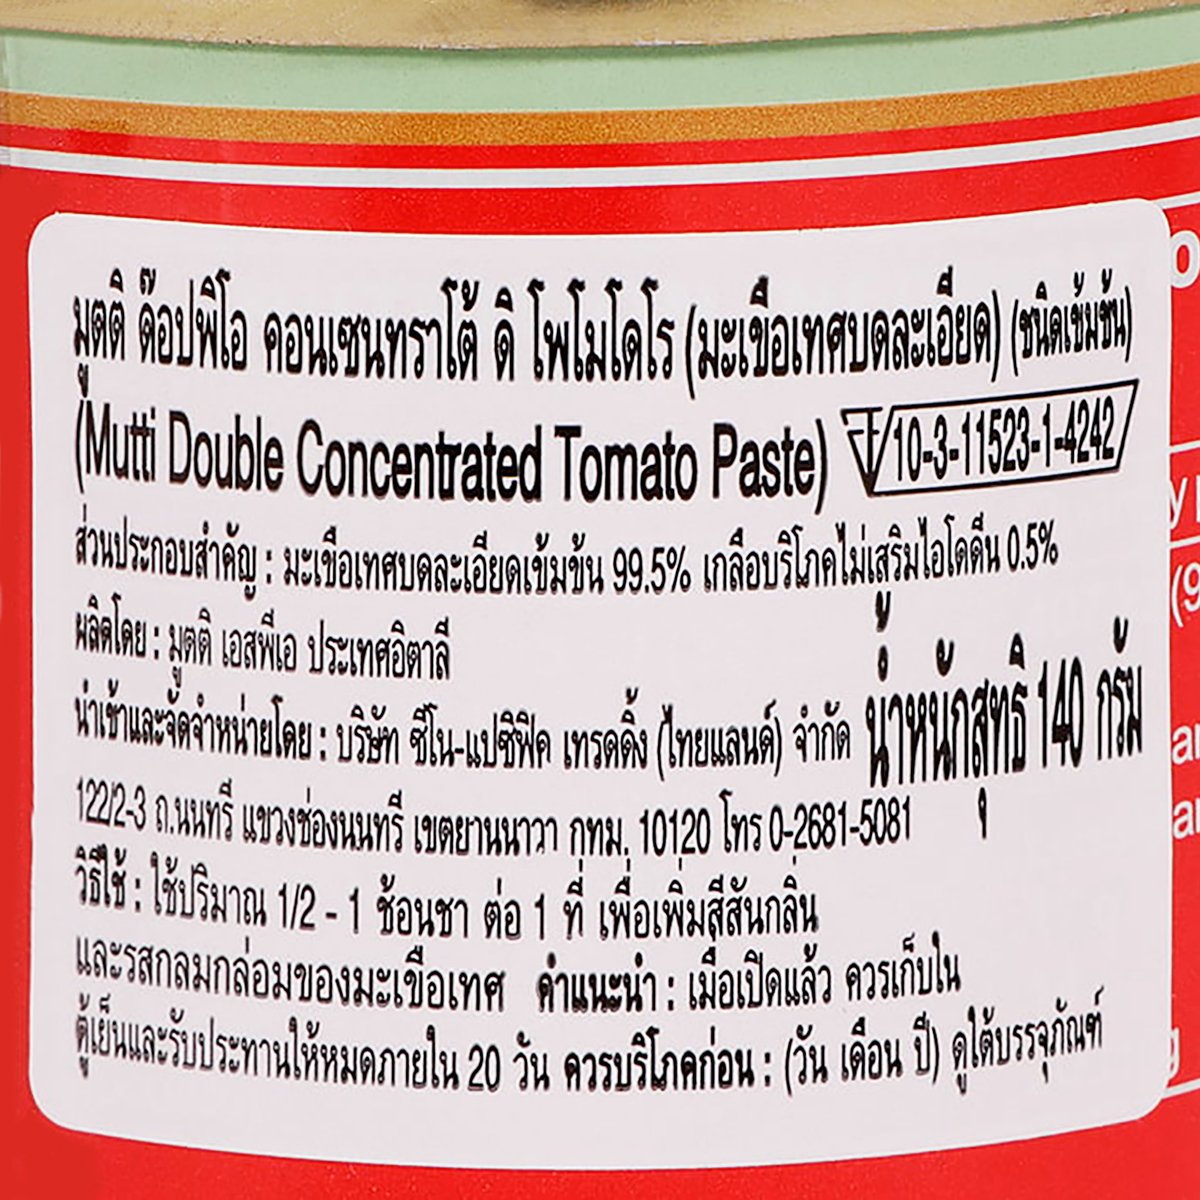 มูตติ ด๊อปพิโอ คอนเซนทราโต้ ดิ โพโมโดโร (มะเขือเทศบดละเอียด) (ชนิดเข้มข้น)
(Mutti Double Concentrated Tomato Paste) 10-3-11523-1-4242
ส่วนประกอบสำคัญ : มะเขือเทศบดละเอียดเข้มข้น 99.5% เกลือบริโภคไม่เสริมไอโดดีน 0.5%
ผลิตโดย : มูตติ เอสพีเอ ประเทศอิตาลี
นำเข้าและจัดจำหน่ายโดย : บริษัท ซีโน-แปซิฟิค เทรดดิ้ง (ไทยแลนด์) จำกัด น้ำหนักสุทธิ 140 กรัม
122/2-3 ถ.นนทรี แขวงช่องนนทรี เขตยานนาวา กทม. 10120 โทร 0-2681-5081
วิธีใช้ : ใช้ปริมาณ 1/2 - 1 ช้อนชา ต่อ 1 ที่ เพื่อเพิ่มสีสันกลิ่น
และรสกลมกล่อมของมะเขือเทศ คำแนะนำ : เมื่อเปิดแล้ว ควรเก็บใน
ตู้เย็นและรับประทานให้หมดภายใน 20 วัน ควรบริโภคก่อน : (วัน เดือน ปี) ดูใต้บรรจุภัณฑ์